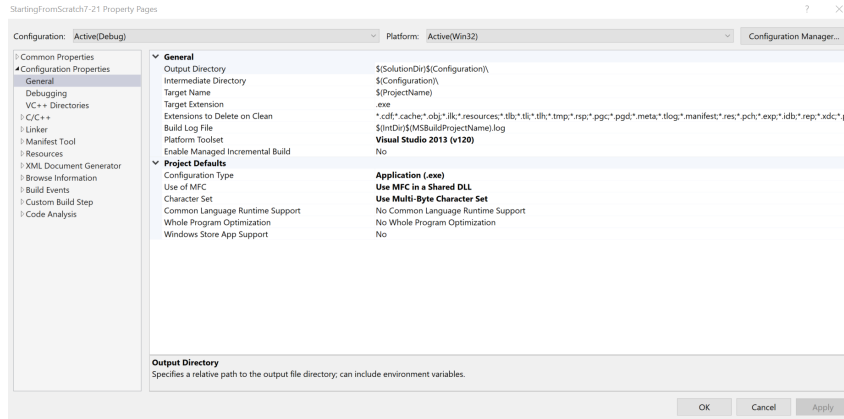 StartingFromScratch7-21 Property Pages
Configuration: Active(Debug) Platform: Active(Win32) Configuration Manager...
Common Properties
Configuration Properties
General
Debugging
VC++ Directories
C/C++
Linker
Manifest Tool
Resources
XML Document Generator
Browse Information
Build Events
Custom Build Step
Code Analysis
General
Output Directory $(SolutionDir)$(Configuration)\
Intermediate Directory $(Configuration)\
Target Name $(ProjectName)
Target Extension .exe
Extensions to Delete on Clean *.cdf;*.cache;*.obj;*.ilk;*.resources;*.tlb;*.tli;*.tlh;*.tmp;*.rsp;*.pgc;*.pgd;*.meta;*.tlog;*.manifest;*.res;*.pch;*.exp;*.idb;*.rep;*.xdc;*.p
Build Log File $(IntDir)$(MSBuildProjectName).log
Platform Toolset Visual Studio 2013 (v120)
Enable Managed Incremental Build No
Project Defaults
Configuration Type Application (.exe)
Use of MFC Use MFC in a Shared DLL
Character Set Use Multi-Byte Character Set
Common Language Runtime Support No Common Language Runtime Support
Whole Program Optimization No Whole Program Optimization
Windows Store App Support No
Output Directory
Specifies a relative path to the output file directory; can include environment variables.
OK Cancel Apply